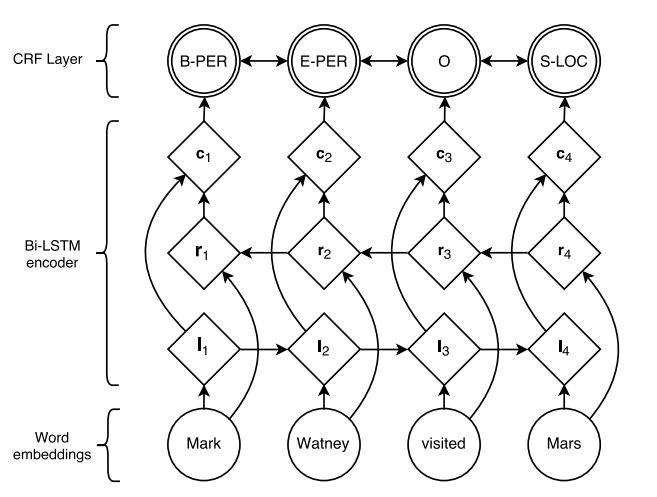 CRF Layer
B-PER
E-PER
O
S-LOC
c1
c2
c3
c4
Bi-LSTM
encoder
r1
r2
r3
r4
l1
l2
l3
l4
Word
embeddings
Mark
Watney
visited
Mars